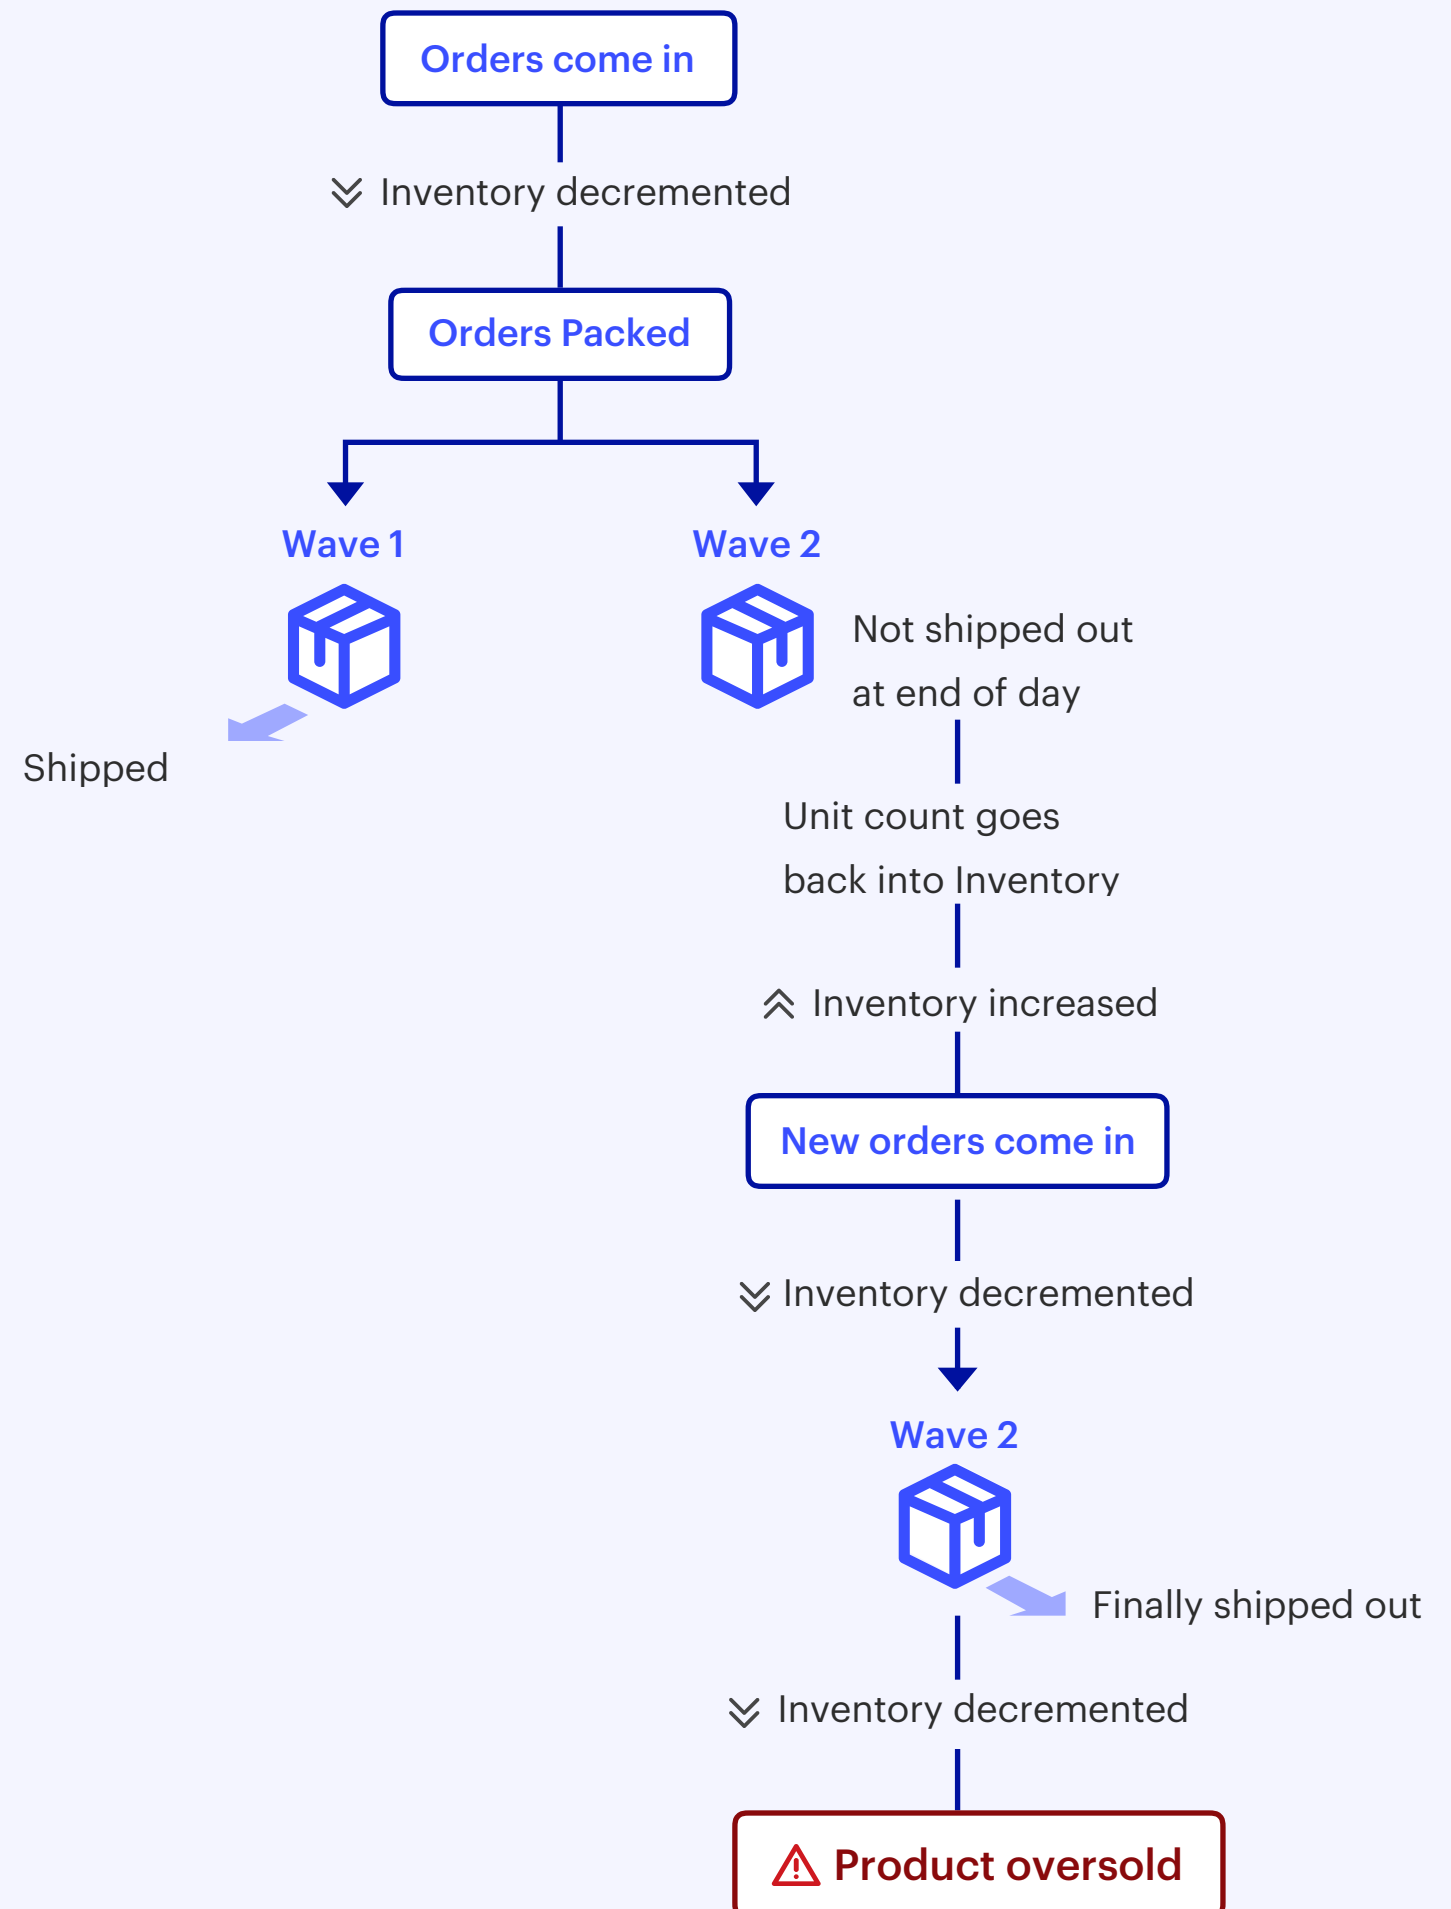 Orders come in
Inventory decremented
Orders Packed
Wave 1
Wave 2
Not shipped out
at end of day
Shipped
Unit count goes
back into Inventory
Inventory increased
New orders come in
Inventory decremented
Wave 2
Finally shipped out
Inventory decremented
Product oversold